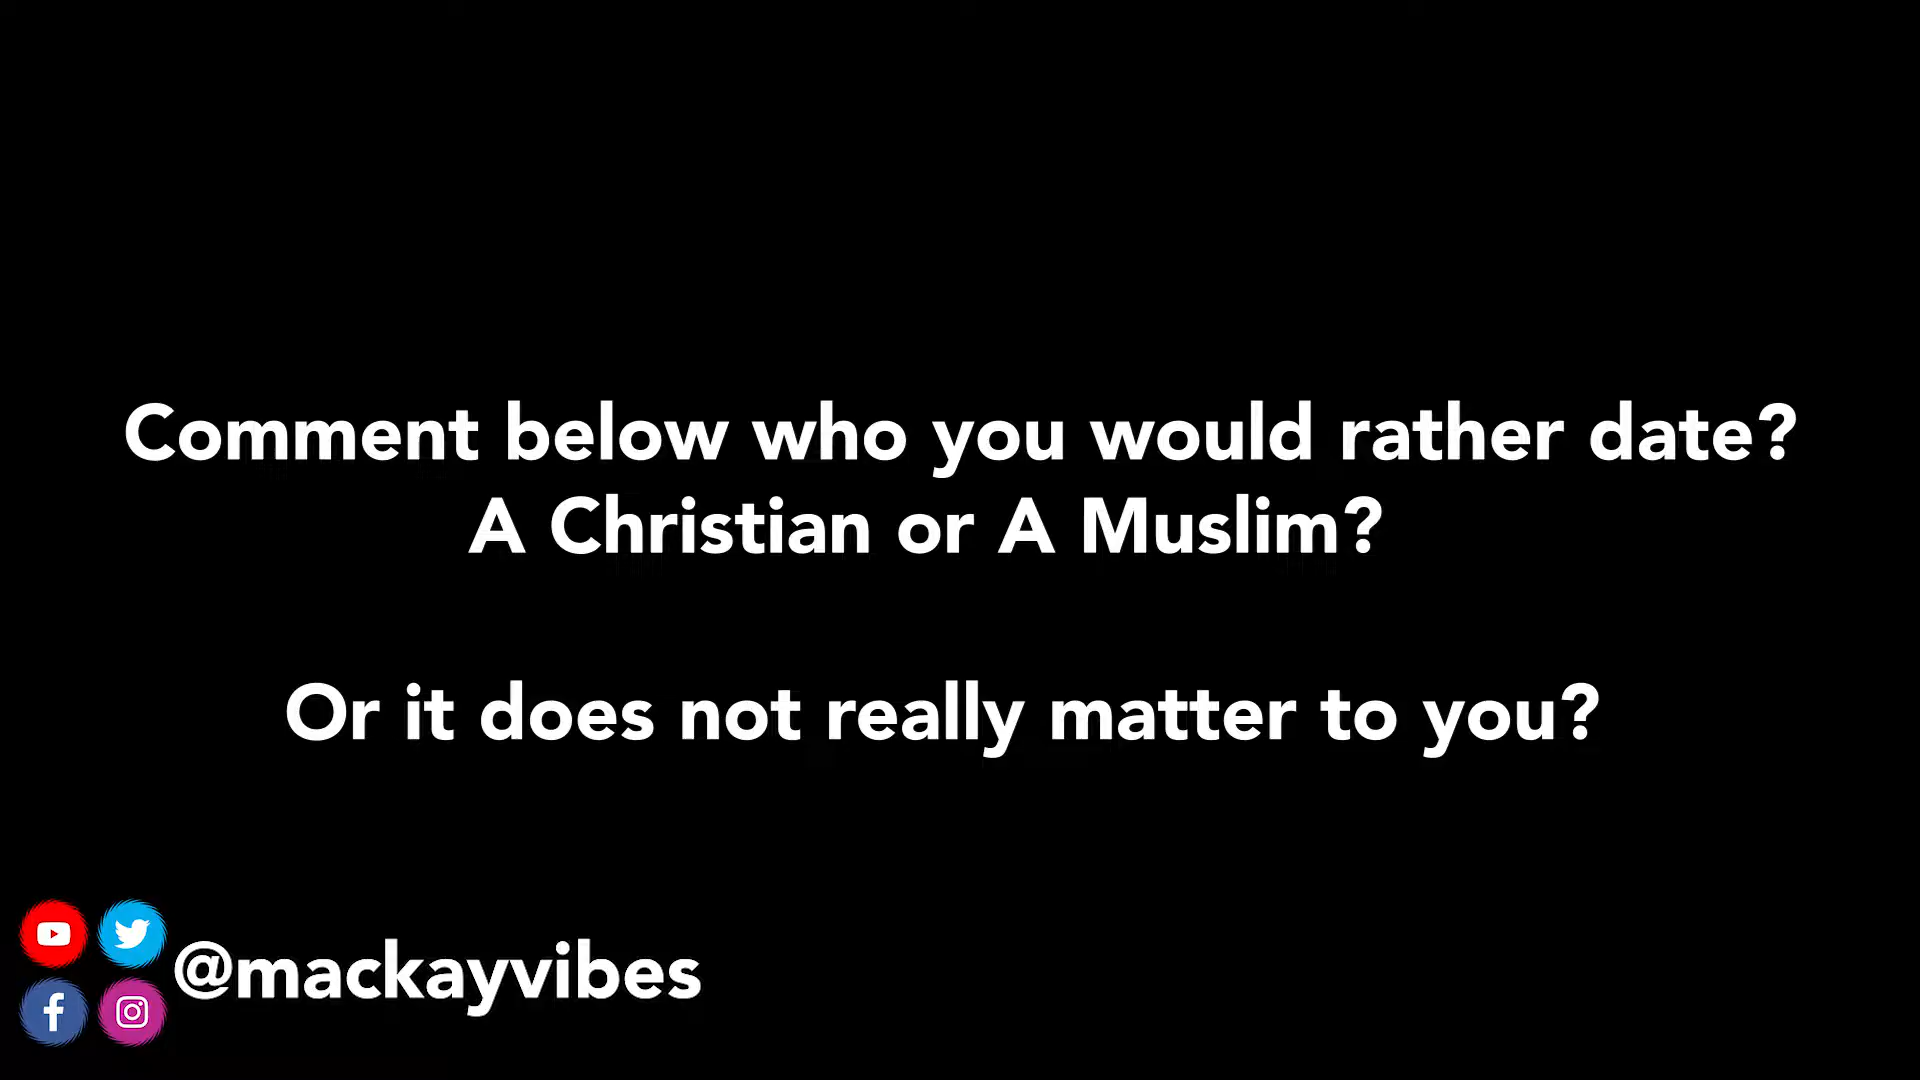 Comment below who you would rather date?
A Christian or A Muslim?
Or it does not really matter to you?
@mackayvibes